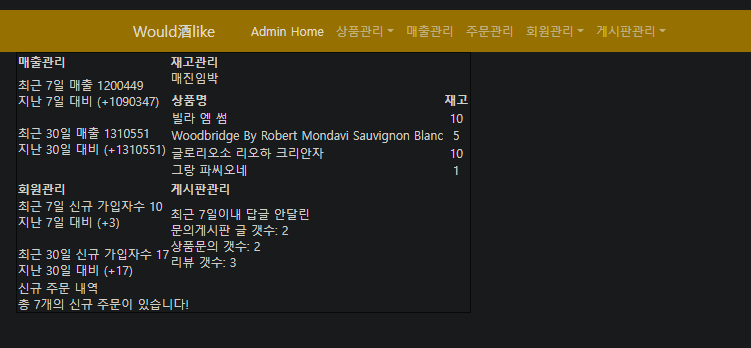 Would酒like Admin Home 상품관리 매출관리 주문관리 회원관리 게시판관리
매출관리
최근 7일 매출 1200449
지난 7일 대비 (+1090347)
최근 30일 매출 1310551
지난 30일 대비 (+1310551)
재고관리
매진임박
상품명 재고
빌라 엠 썸 10
Woodbridge By Robert Mondavi Sauvignon Blanc 5
글로리오소 리오하 크리안자 10
그랑 파씨오네 1
회원관리
최근 7일 신규 가입자수 10
지난 7일 대비 (+3)
최근 30일 신규 가입자수 17
지난 30일 대비 (+17)
게시판관리
최근 7일이내 답글 안달린
문의게시판 글 갯수: 2
상품문의 갯수: 2
리뷰 갯수: 3
신규 주문 내역
총 7개의 신규 주문이 있습니다!